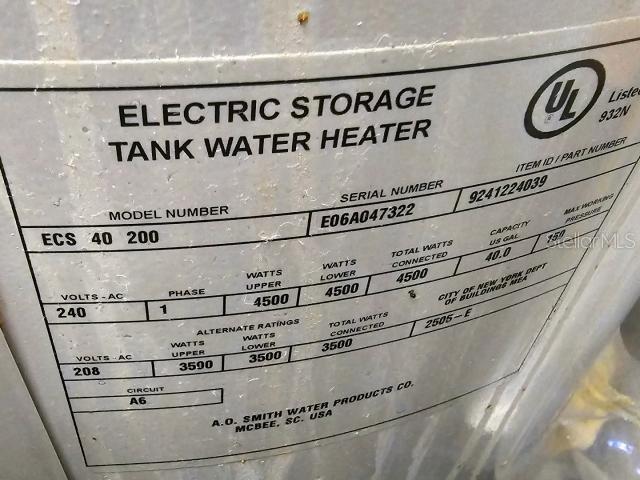 ELECTRIC STORAGE
TANK WATER HEATER
UL
Listed
932N
MODEL NUMBER SERIAL NUMBER ITEM ID / PART NUMBER
ECS 40 200 E06A047322 9241224039
VOLTS - AC PHASE WATTS UPPER WATTS LOWER TOTAL WATTS CONNECTED CAPACITY US GAL. MAX WORKING PRESSURE
240 1 4500 4500 4500 40.0 150
ALTERNATE RATINGS
VOLTS - AC WATTS UPPER WATTS LOWER TOTAL WATTS CONNECTED CITY OF NEW YORK DEPT OF BUILDINGS MEA
208 3500 3500 3500 2505-E
CIRCUIT
A6
A.O. SMITH WATER PRODUCTS CO.
MCBEE, SC. USA
StellarMLS